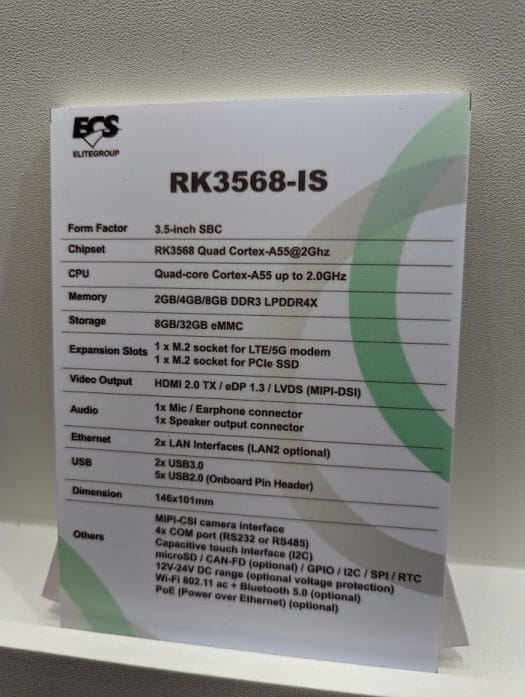 ECS
ELITEGROUP
RK3568-IS
Form Factor 3.5-inch SBC
Chipset RK3568 Quad Cortex-A55@2Ghz
CPU Quad-core Cortex-A55 up to 2.0GHz
Memory 2GB/4GB/8GB DDR3 LPDDR4X
Storage 8GB/32GB eMMC
Expansion Slots 1 x M.2 socket for LTE/5G modem
1 x M.2 socket for PCIe SSD
Video Output HDMI 2.0 TX / eDP 1.3 / LVDS (MIPI-DSI)
Audio 1x Mic / Earphone connector
1x Speaker output connector
Ethernet 2x LAN Interfaces (LAN2 optional)
USB 2x USB3.0
5x USB2.0 (Onboard Pin Header)
Dimension 146x101mm
Others MIPI-CSI camera interface
4x COM port (RS232 or RS485)
Capacitive touch interface (I2C)
microSD / CAN-FD (optional) / GPIO / I2C / SPI / RTC
12V-24V DC range (optional voltage protection)
Wi-Fi 802.11 ac + Bluetooth 5.0 (optional)
PoE (Power over Ethernet) (optional)